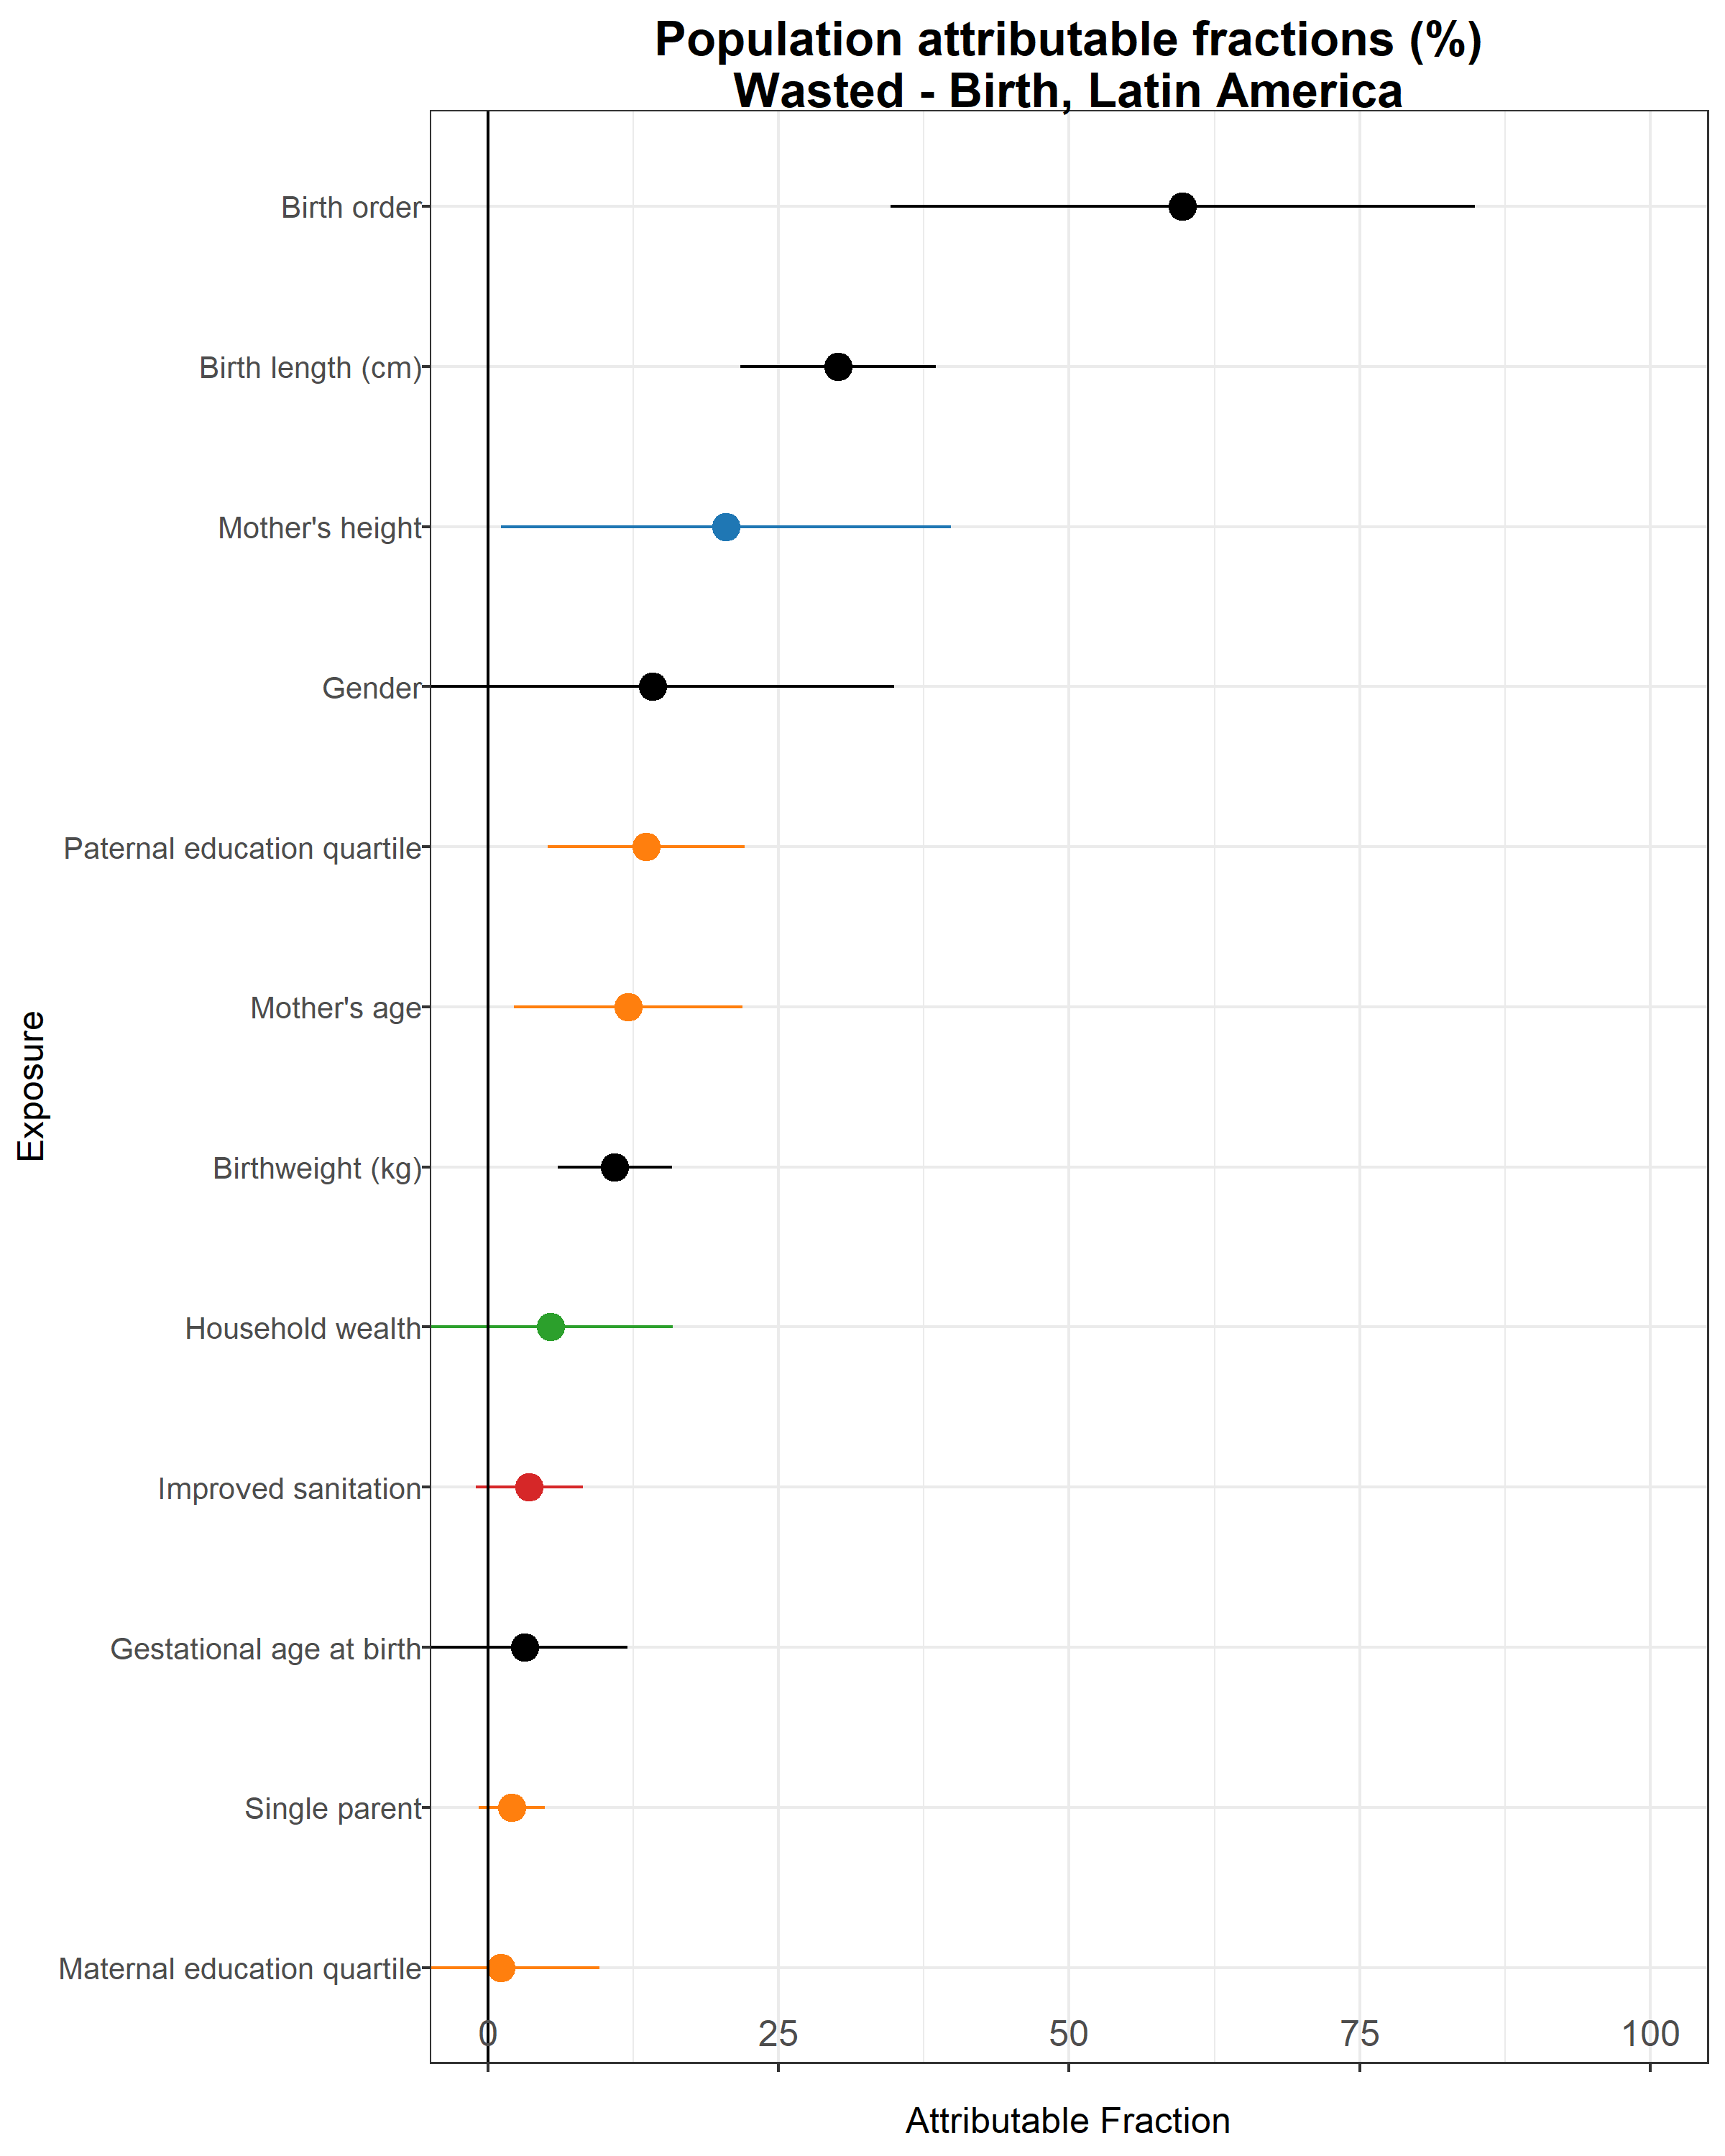 Population attributable fractions (%)
Wasted - Birth, Latin America
Exposure
Birth order
Birth length (cm)
Mother's height
Gender
Paternal education quartile
Mother's age
Birthweight (kg)
Household wealth
Improved sanitation
Gestational age at birth
Single parent
Maternal education quartile
0 25 50 75 100
Attributable Fraction